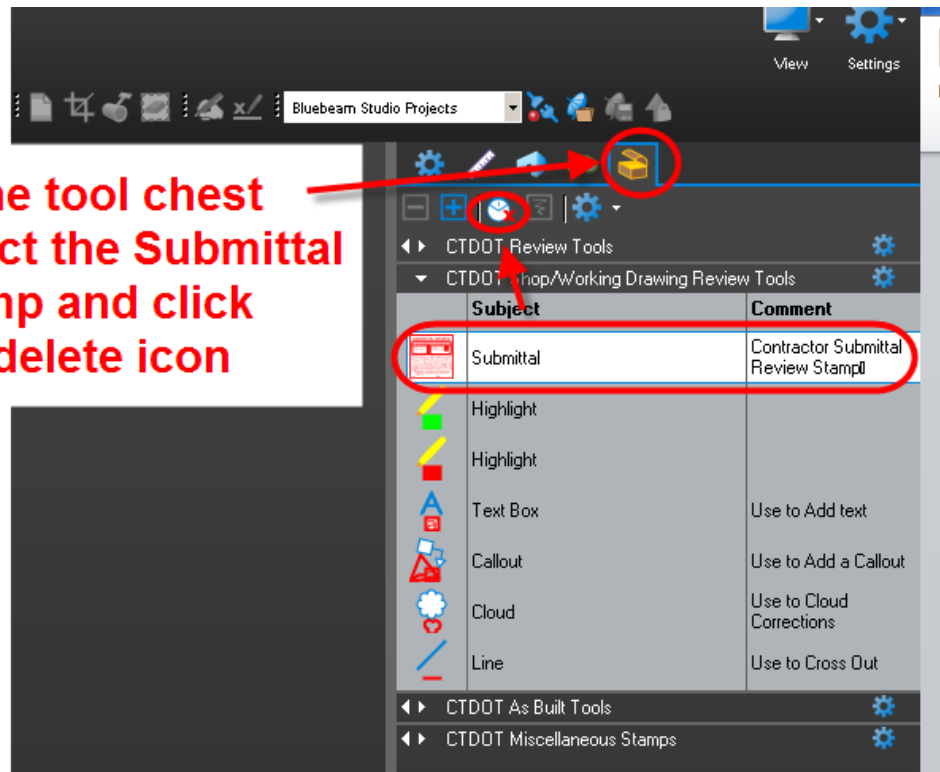 View Settings
Bluebeam Studio Projects
ne tool chest
ct the Submittal
mp and click
delete icon
CTDOT Review Tools
CTDOT Shop/Working Drawing Review Tools
Subject Comment
Submittal Contractor Submittal
Review Stamp
Highlight
Highlight
Text Box Use to Add text
Callout Use to Add a Callout
Cloud Use to Cloud
Corrections
Line Use to Cross Out
CTDOT As Built Tools
CTDOT Miscellaneous Stamps